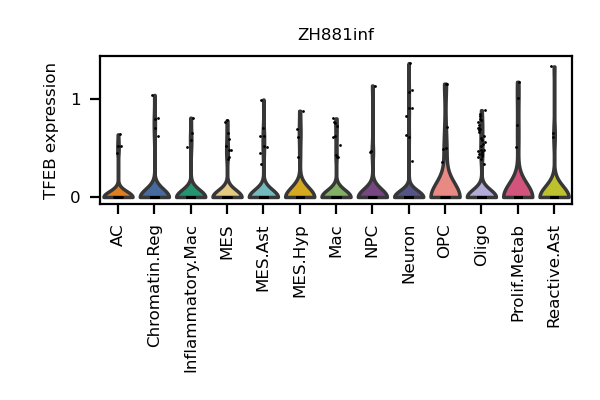 ZH881inf
TFEB expression
1
0
AC
Chromatin.Reg
Inflammatory.Mac
MES
MES.Ast
MES.Hyp
Mac
NPC
Neuron
OPC
Oligo
Prolif.Metab
Reactive.Ast